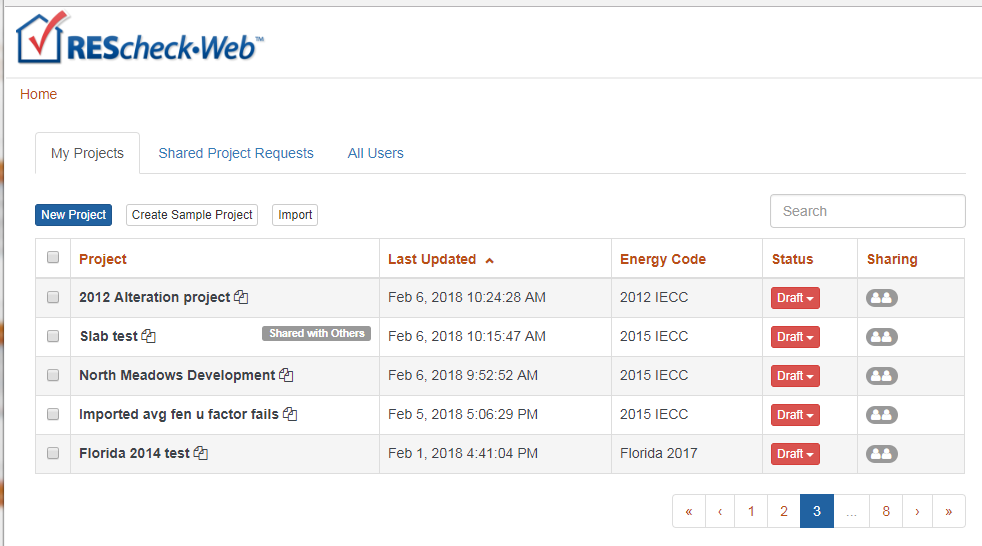 REScheck•Web™
Home
My Projects Shared Project Requests All Users
New Project Create Sample Project Import Search
Project Last Updated Energy Code Status Sharing
2012 Alteration project Feb 6, 2018 10:24:28 AM 2012 IECC Draft
Slab test Shared with Others Feb 6, 2018 10:15:47 AM 2015 IECC Draft
North Meadows Development Feb 6, 2018 9:52:52 AM 2015 IECC Draft
Imported avg fen u factor fails Feb 5, 2018 5:06:29 PM 2015 IECC Draft
Florida 2014 test Feb 1, 2018 4:41:04 PM Florida 2017 Draft
« ‹ 1 2 3 ... 8 › »